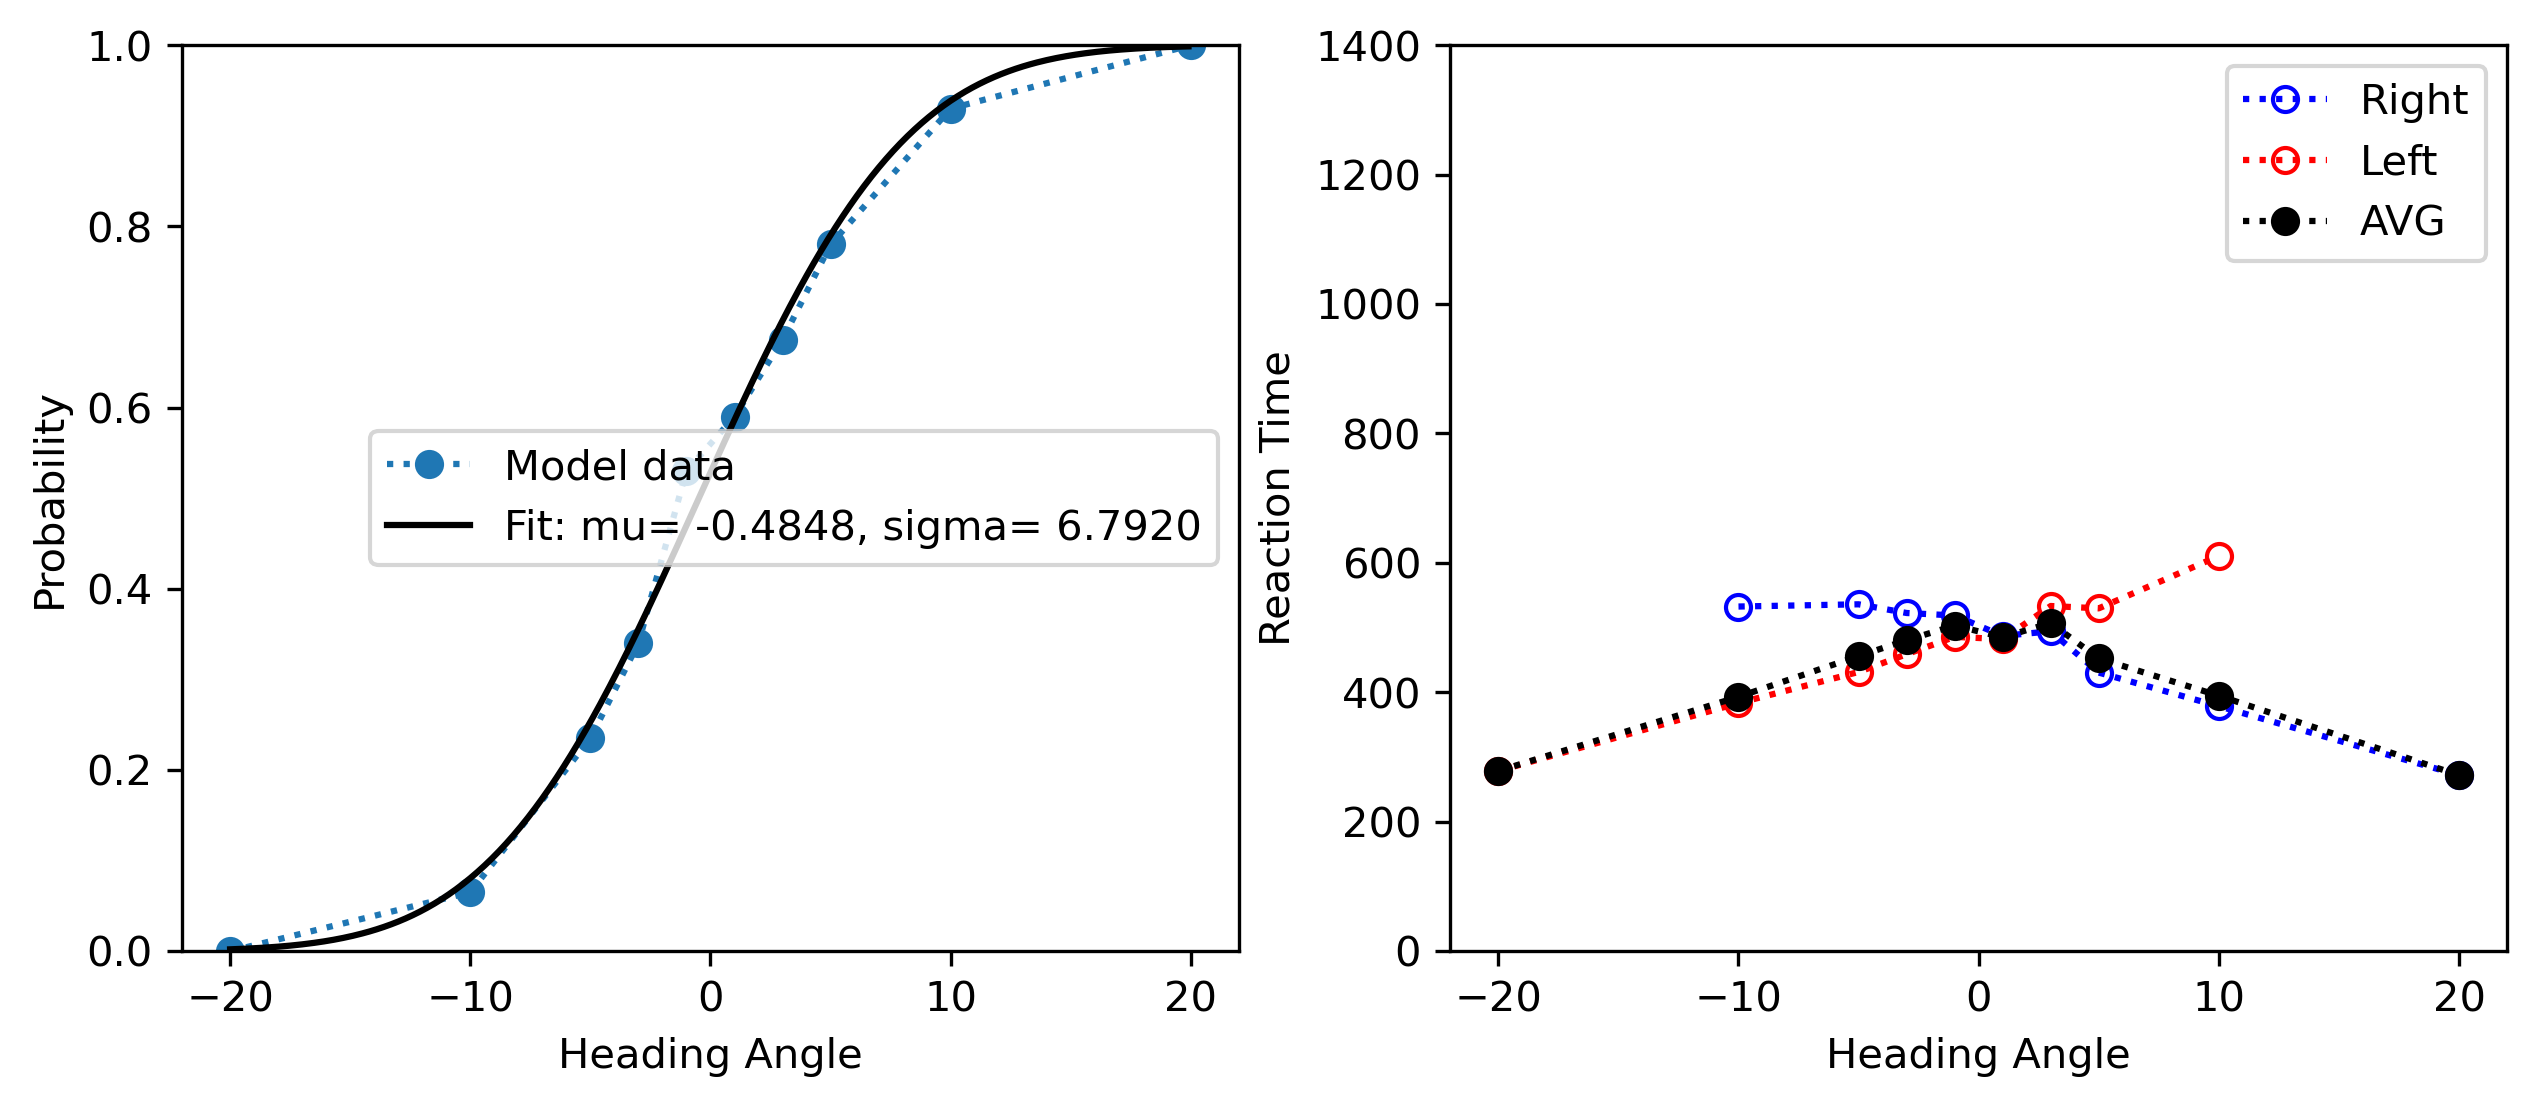 1.0
0.8
0.6
0.4
0.2
0.0
Probability
Model data
Fit: mu= -0.4848, sigma= 6.7920
−20 −10 0 10 20
Heading Angle
1400
1200
1000
800
600
400
200
0
Reaction Time
Right
Left
AVG
−20 −10 0 10 20
Heading Angle